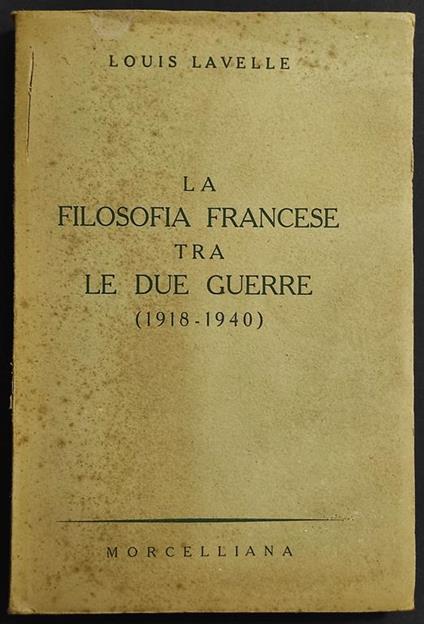 LOUIS LAVELLE
LA
FILOSOFIA FRANCESE
TRA
LE DUE GUERRE
(1918-1940)
MORCELLIANA